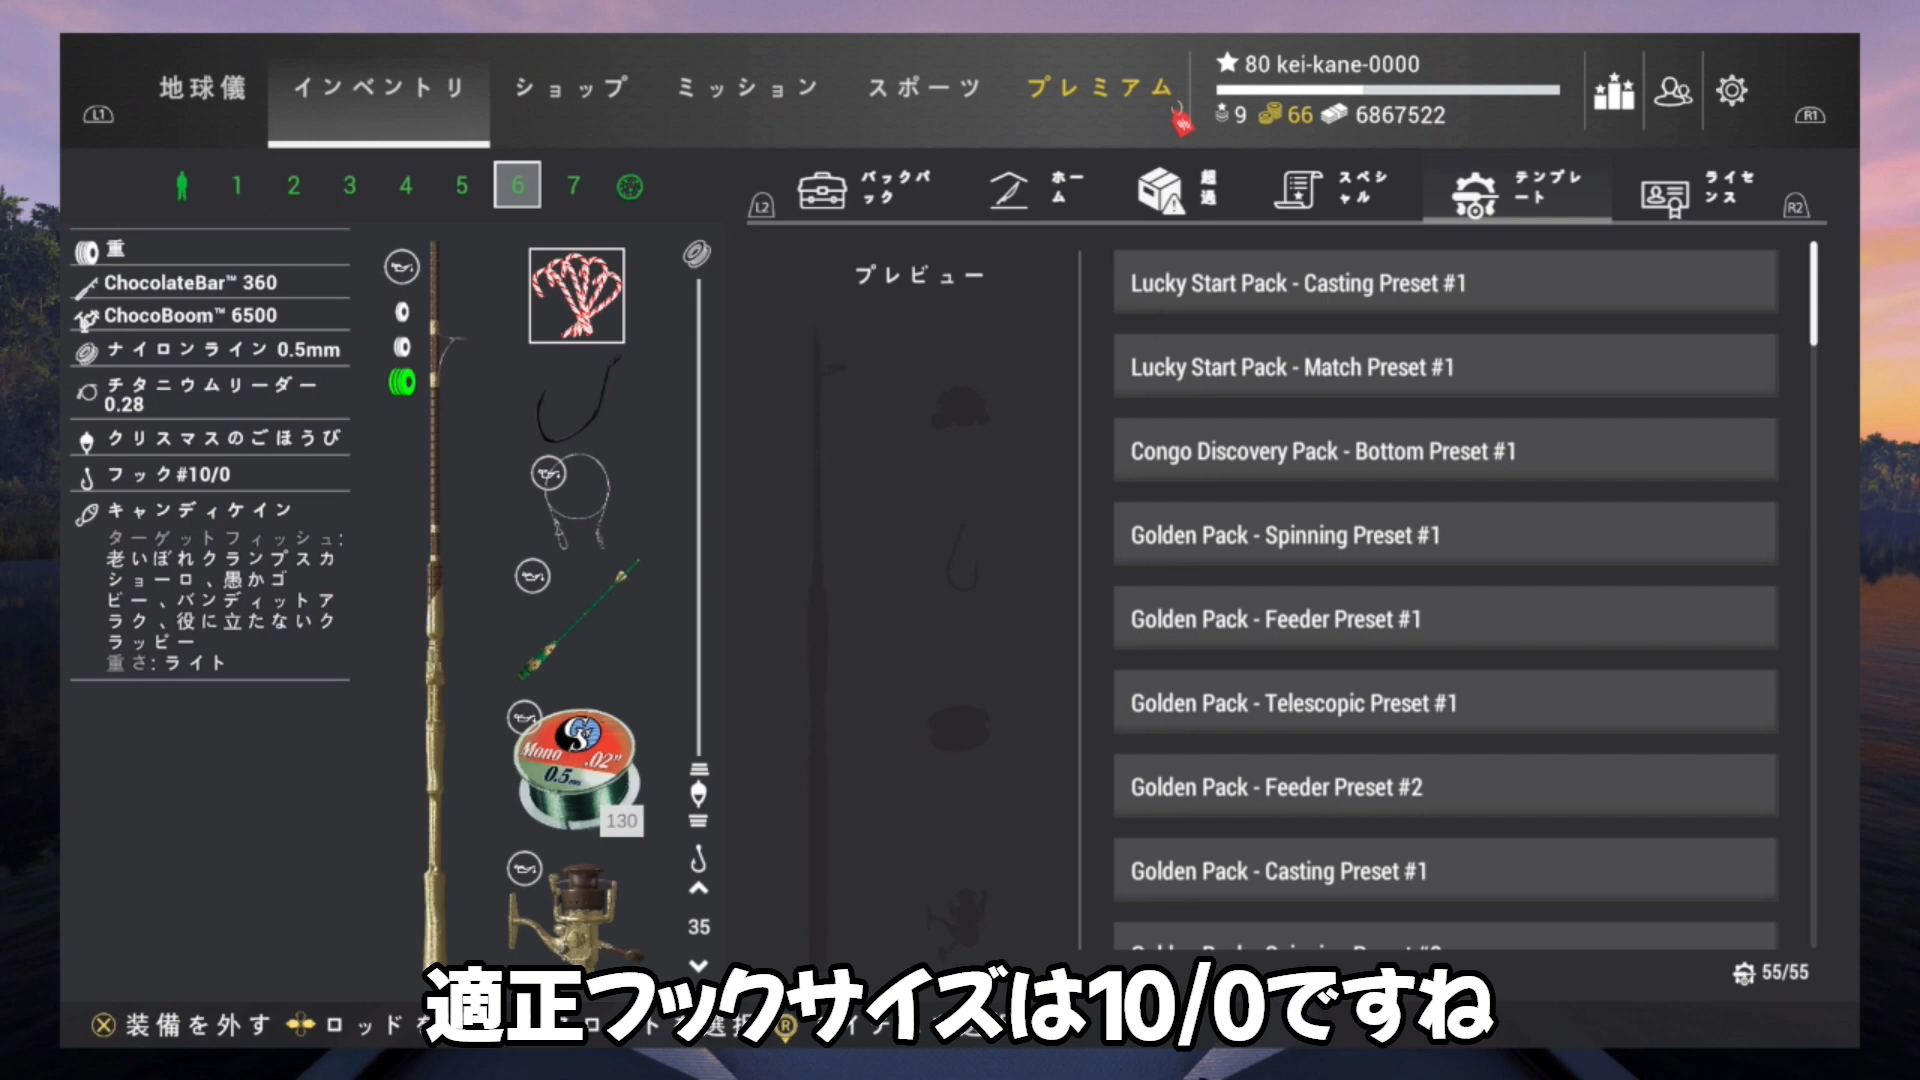 L1
地球儀
インベントリ
ショップ
ミッション
スポーツ
プレミアム
80 kei-kane-0000
9 66 6867522
R1
1 2 3 4 5 6 7
L2
バックパック
ホーム
超過
スペシャル
テンプレート
ライセンス
R2
重
ChocolateBar™ 360
ChocoBoom™ 6500
ナイロンライン 0.5mm
チタニウムリーダー
0.28
クリスマスのごほうび
フック#10/0
キャンディケイン
ターゲットフィッシュ:
老いぼれクランプスカ
ショーロ、愚かゴ
ビー、バンディットア
ラク、役に立たないク
ラッピー
重さ:ライト
GS
Mono .02"
0.5
130
35
プレビュー
Lucky Start Pack - Casting Preset #1
Lucky Start Pack - Match Preset #1
Congo Discovery Pack - Bottom Preset #1
Golden Pack - Spinning Preset #1
Golden Pack - Feeder Preset #1
Golden Pack - Telescopic Preset #1
Golden Pack - Feeder Preset #2
Golden Pack - Casting Preset #1
55/55
装備を外す
ロッド
適正フックサイズは10/0ですね